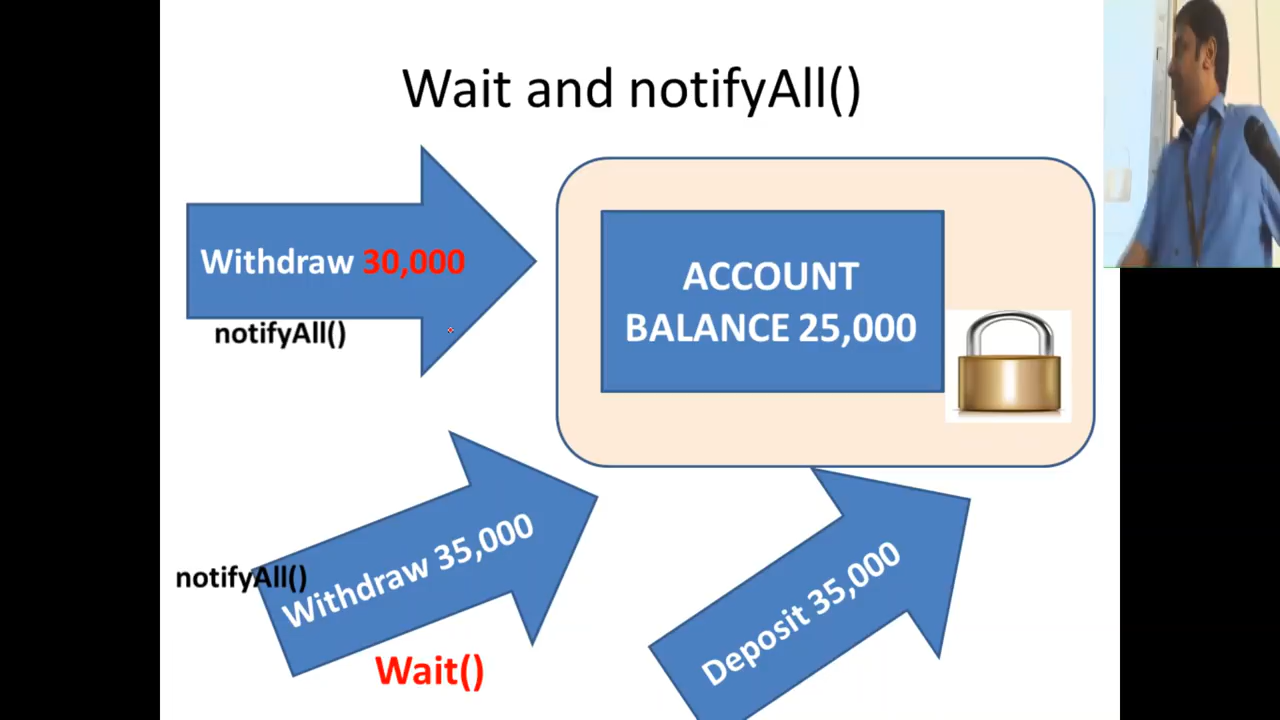 Wait and notifyAll()
Withdraw 30,000
notifyAll()
ACCOUNT
BALANCE 25,000
Withdraw 35,000
notifyAll()
Wait()
Deposit 35,000